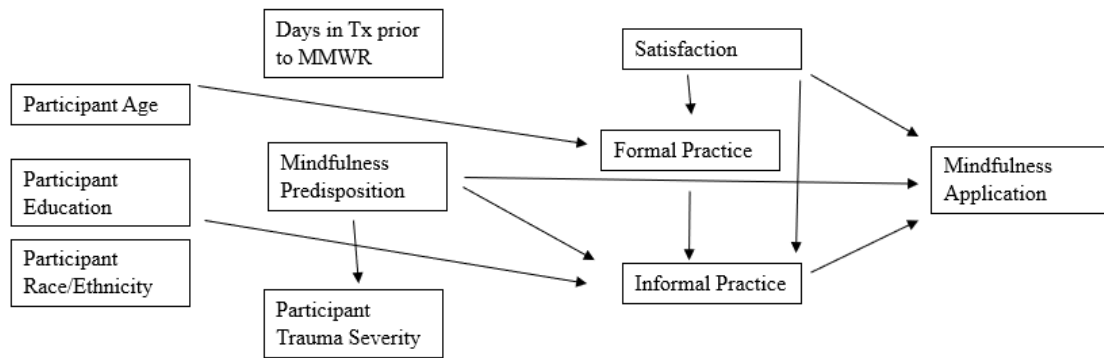 Days in Tx prior
to MMWR
Satisfaction
Participant Age
Formal Practice
Mindfulness
Predisposition
Mindfulness
Application
Participant
Education
Participant
Race/Ethnicity
Informal Practice
Participant
Trauma Severity